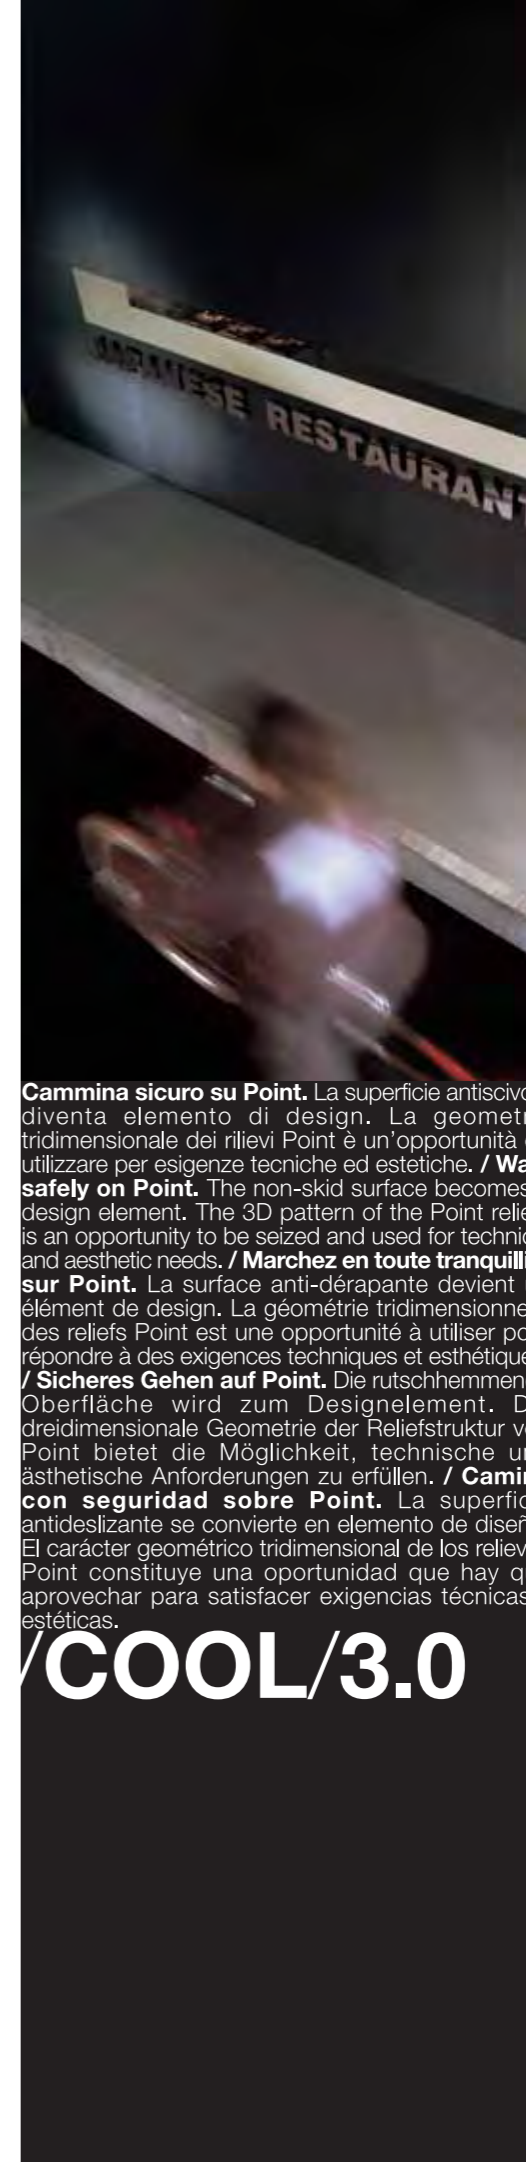 JAPANESE RESTAURANT
Cammina sicuro su Point. La superficie antiscivo
diventa elemento di design. La geometr
tridimensionale dei rilievi Point è un'opportunità
utilizzare per esigenze tecniche ed estetiche. / Wa
safely on Point. The non-skid surface becomes
design element. The 3D pattern of the Point relie
is an opportunity to be seized and used for technic
and aesthetic needs. / Marchez en toute tranquilli
sur Point. La surface anti-dérapante devient
élément de design. La géométrie tridimensionne
des reliefs Point est une opportunité à utiliser po
répondre à des exigences techniques et esthétique
/ Sicheres Gehen auf Point. Die rutschhemmen
Oberfläche wird zum Designelement. D
dreidimensionale Geometrie der Reliefstruktur v
Point bietet die Möglichkeit, technische u
ästhetische Anforderungen zu erfüllen. / Camin
con seguridad sobre Point. La superfic
antideslizante se convierte en elemento de diseñ
El carácter geométrico tridimensional de los reliev
Point constituye una oportunidad que hay q
aprovechar para satisfacer exigencias técnicas
estéticas.
/COOL/3.0